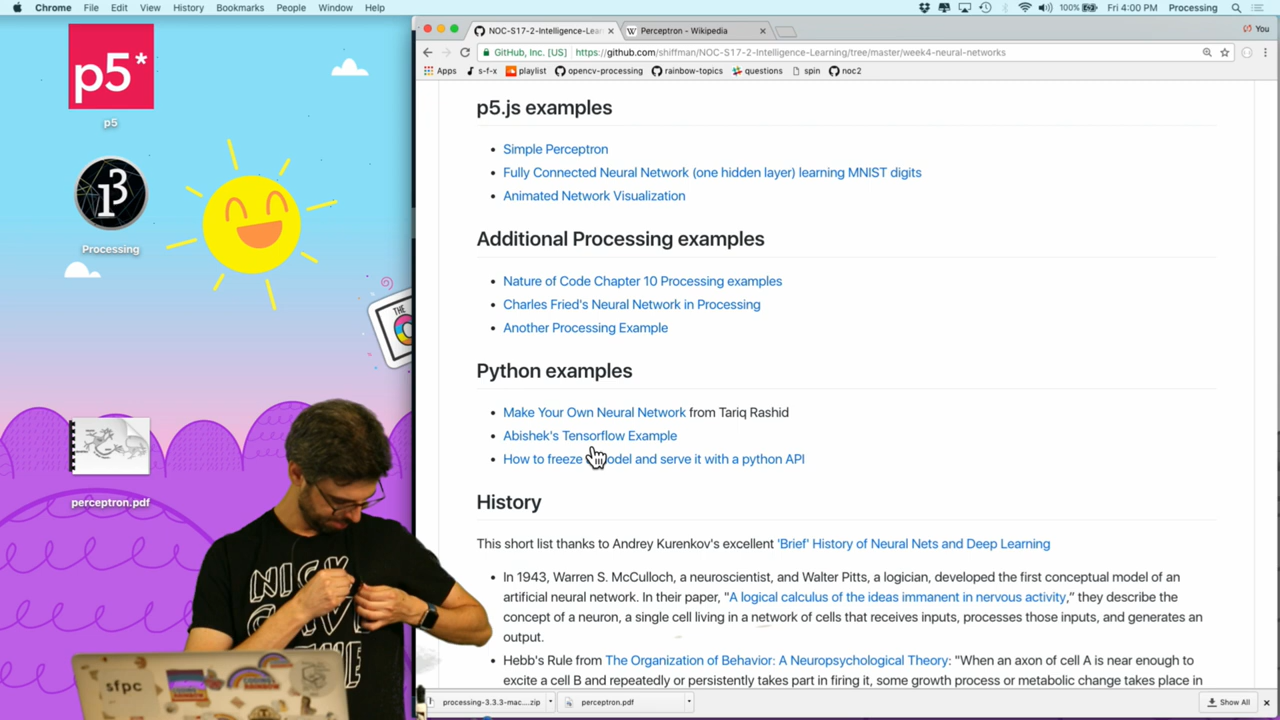 Chrome File Edit View History Bookmarks People Window Help 100% Fri 4:00 PM Processing
NOC-S17-2-Intelligence-Lear
Perceptron - Wikipedia
You
GitHub, Inc. [US] https://github.com/shiffman/NOC-S17-2-Intelligence-Learning/tree/master/week4-neural-networks
Apps s-f-x playlist opencv-processing rainbow-topics questions spin noc2
p5*
p5
Processing
THE
C
perceptron.pdf
p5.js examples
• Simple Perceptron
• Fully Connected Neural Network (one hidden layer) learning MNIST digits
• Animated Network Visualization
Additional Processing examples
• Nature of Code Chapter 10 Processing examples
• Charles Fried's Neural Network in Processing
• Another Processing Example
Python examples
• Make Your Own Neural Network from Tariq Rashid
• Abishek's Tensorflow Example
• How to freeze model and serve it with a python API
History
This short list thanks to Andrey Kurenkov's excellent 'Brief' History of Neural Nets and Deep Learning
• In 1943, Warren S. McCulloch, a neuroscientist, and Walter Pitts, a logician, developed the first conceptual model of an
artificial neural network. In their paper, "A logical calculus of the ideas immanent in nervous activity,” they describe the
concept of a neuron, a single cell living in a network of cells that receives inputs, processes those inputs, and generates an
output.
• Hebb's Rule from The Organization of Behavior: A Neuropsychological Theory: "When an axon of cell A is near enough to
excite a cell B and repeatedly or persistently takes part in firing it, some growth process or metabolic change takes place in
processing-3.3.3-mac....zip
perceptron.pdf
Show All
sfpc